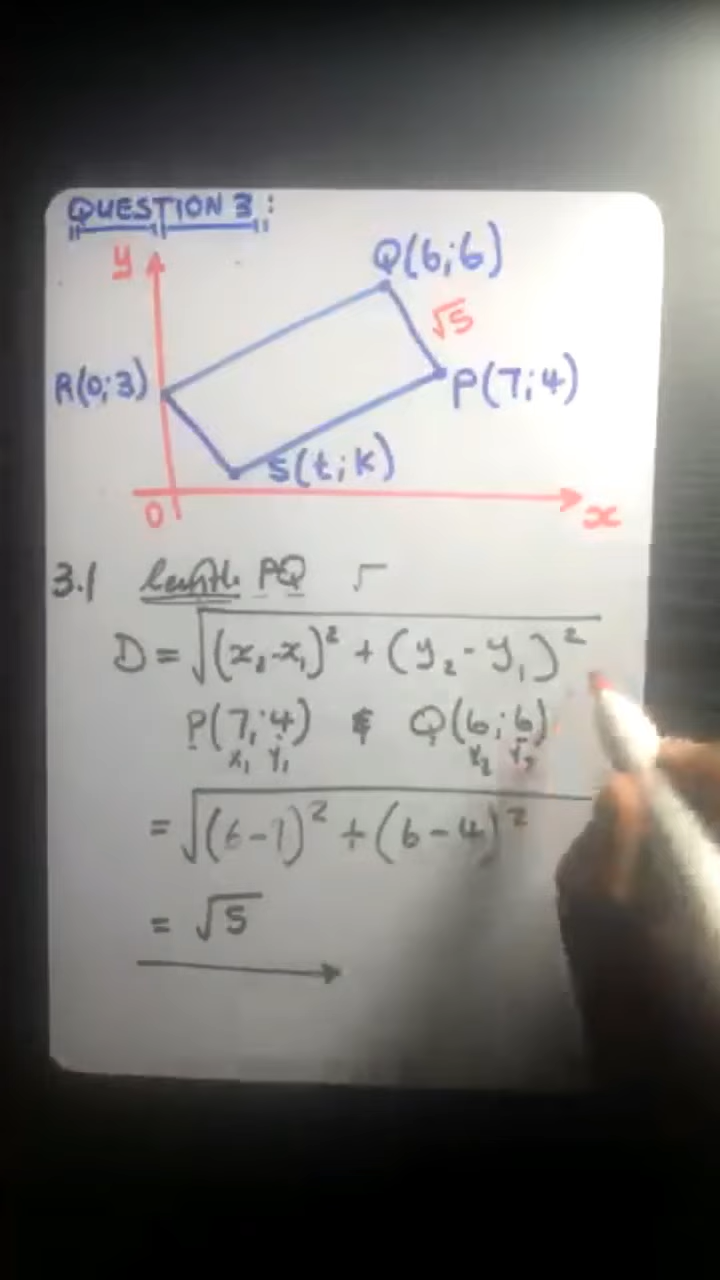 QUESTION 3:
y
Q(6;6)
√5
R(0;3)
P(7;4)
S(t;k)
0
x
3.1 length PQ √
D = √(x₂-x₁)² + (y₂-y₁)²
P(7;4) & Q(6;6)
x₁ y₁ x₂ y₂
= √(6-7)² + (6-4)²
= √5